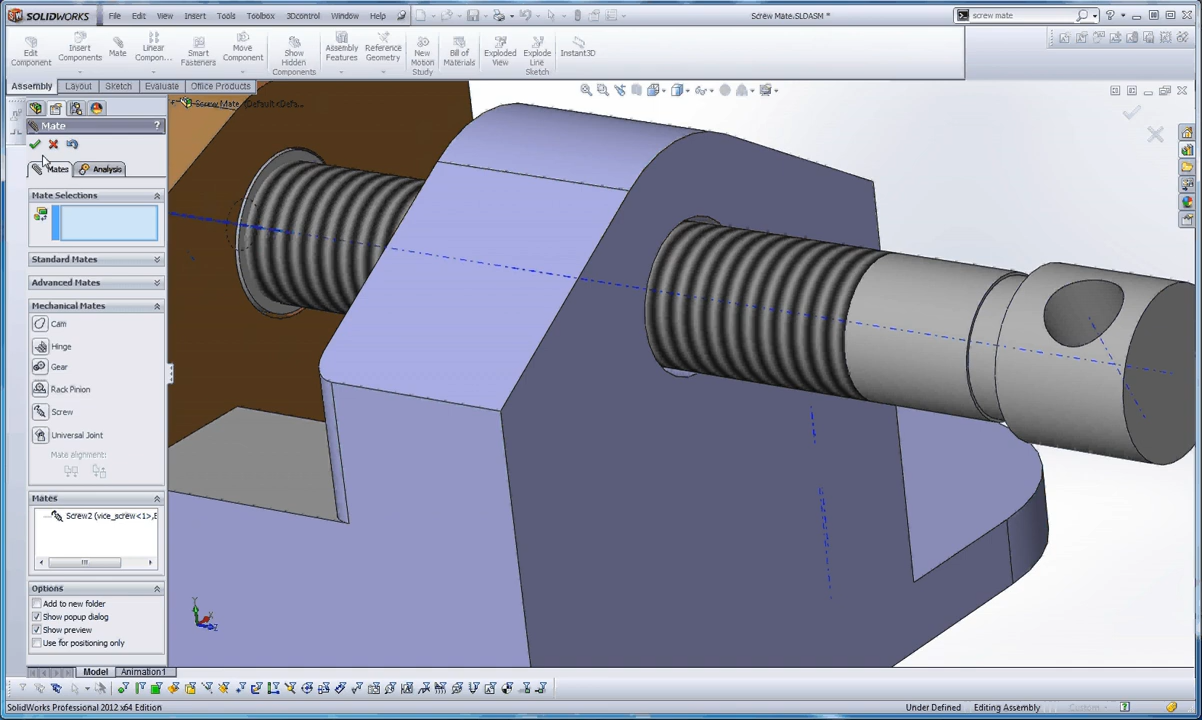 SOLIDWORKS File Edit View Insert Tools Toolbox 3Dcontrol Window Help Screw Mate.SLDASM * screw mate
Edit Component
Insert Components
Mate
Linear Compon...
Smart Fasteners
Move Component
Show Hidden Components
Assembly Features
Reference Geometry
New Motion Study
Bill of Materials
Exploded View
Explode Line Sketch
Instant3D
Assembly Layout Sketch Evaluate Office Products
Screw Mate (Default<Defa...
Mate ?
Mates Analysis
Mate Selections
Standard Mates
Advanced Mates
Mechanical Mates
Cam
Hinge
Gear
Rack Pinion
Screw
Universal Joint
Mate alignment:
Mates
Screw2 (vice_screw<1>,E
Options
Add to new folder
Show popup dialog
Show preview
Use for positioning only
Y
X
Z
Model Animation1
SolidWorks Professional 2012 x64 Edition Under Defined Editing Assembly Custom